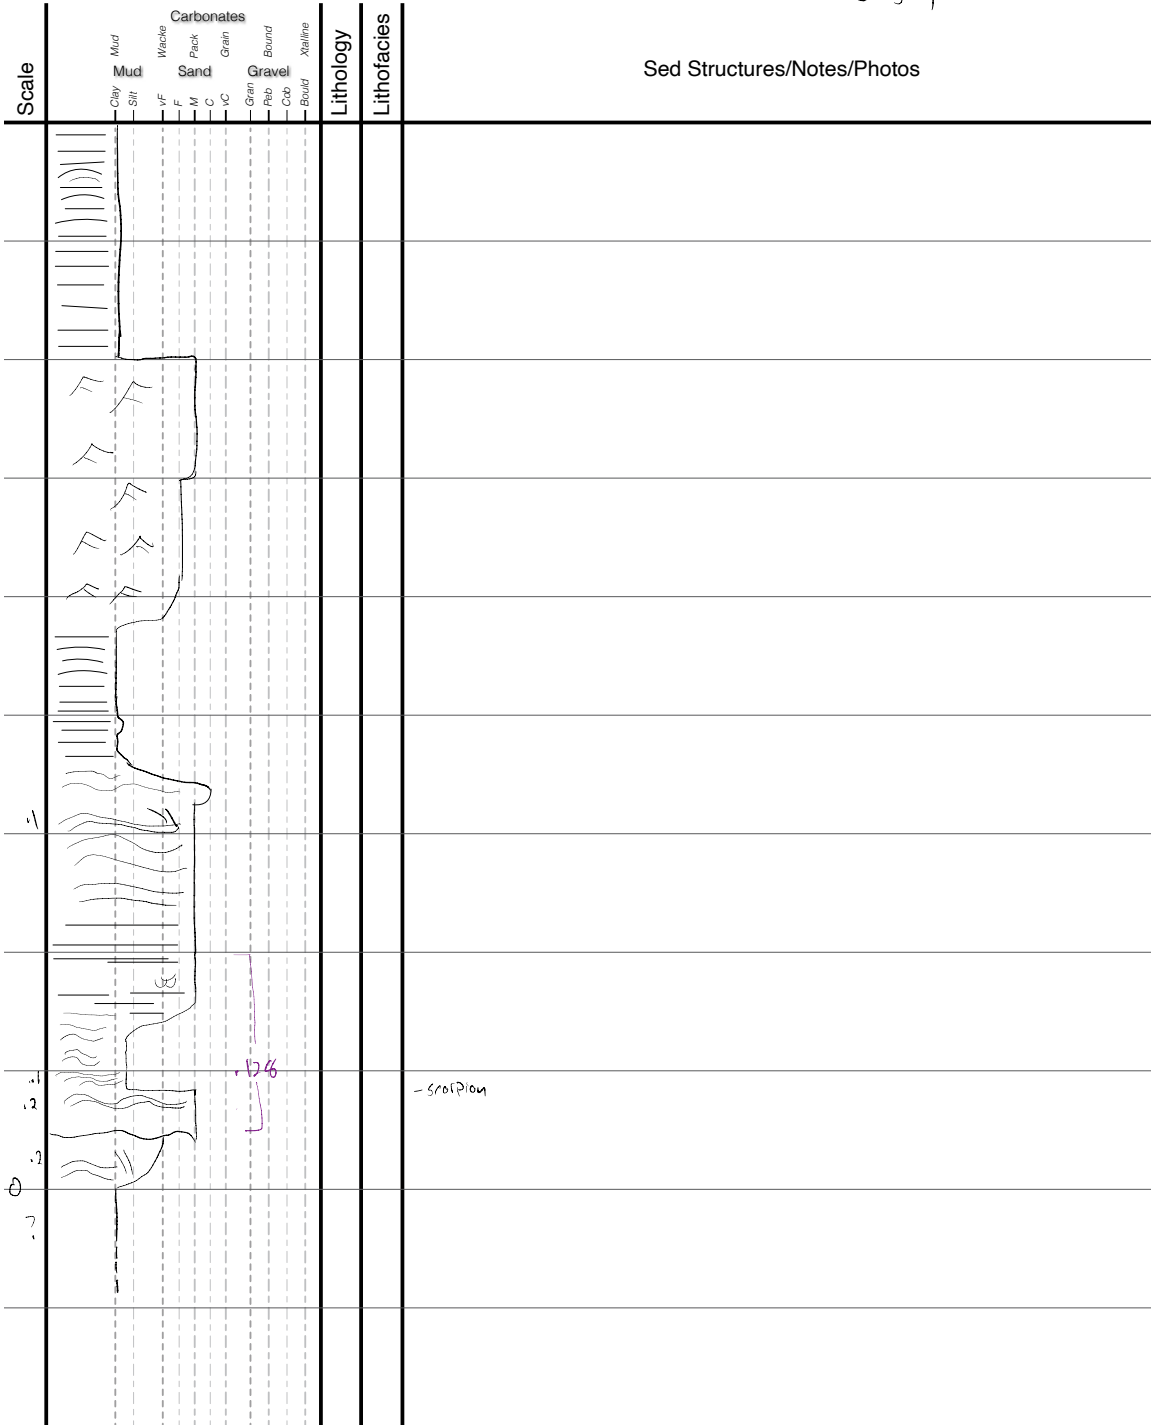 Carbonates
Mud Wacke Pack Grain Bound Xtalline
Mud Sand Gravel
Clay Silt vF F M C vC Gran Peb Cob Bould
Scale
Lithology
Lithofacies
Sed Structures/Notes/Photos
.1
.128
.1
- scorpion
.2
.2
0